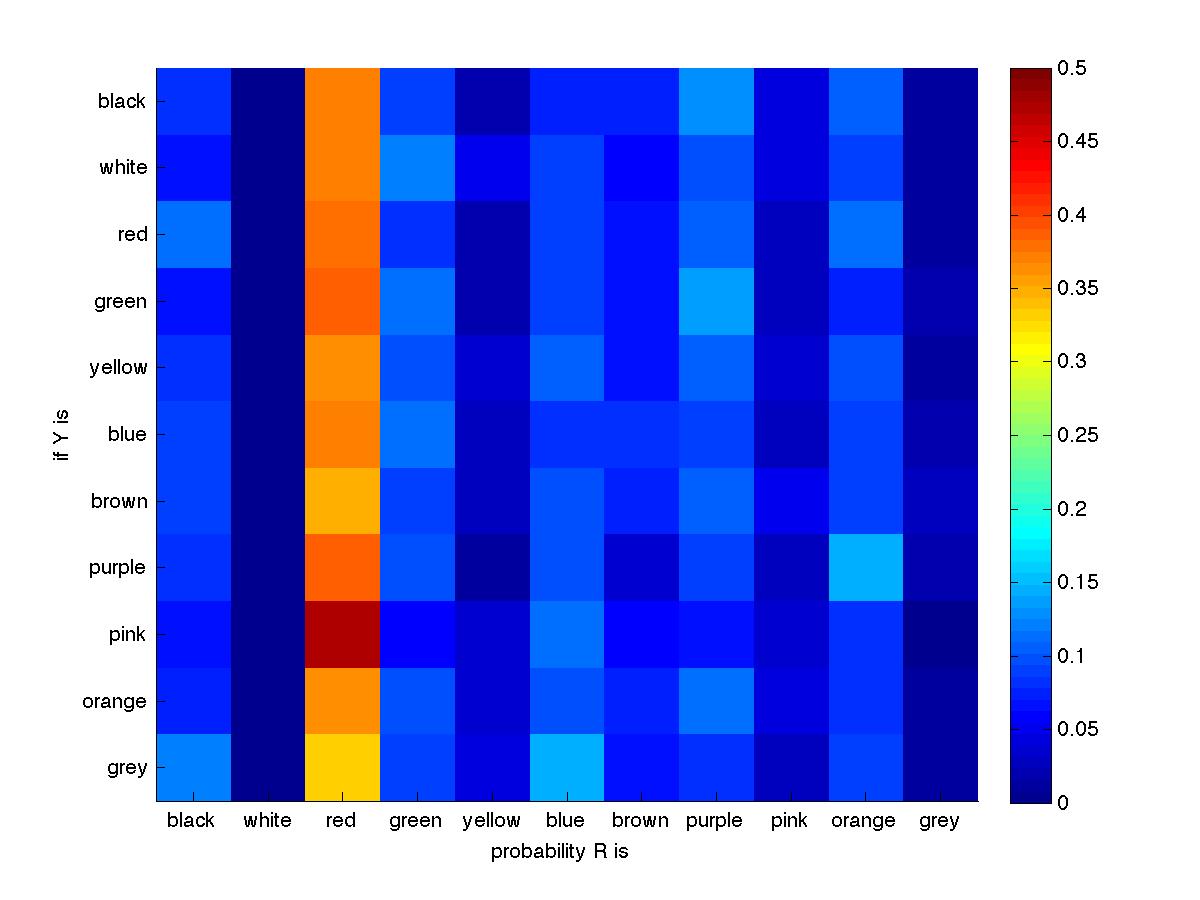 black
white
red
green
yellow
blue
brown
purple
pink
orange
grey
if Y is
black white red green yellow blue brown purple pink orange grey
probability R is
0.5
0.45
0.4
0.35
0.3
0.25
0.2
0.15
0.1
0.05
0